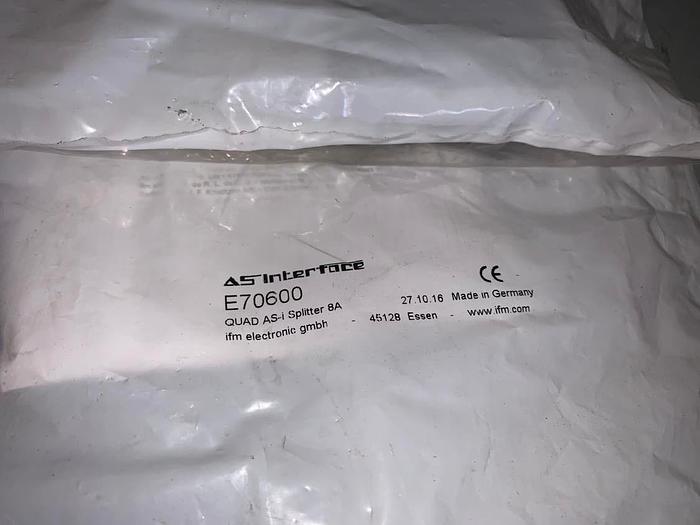 AS Interface
E70600
QUAD AS-i Splitter 8A 27.10.16 Made in Germany
ifm electronic gmbh - 45128 Essen - www.ifm.com
CE